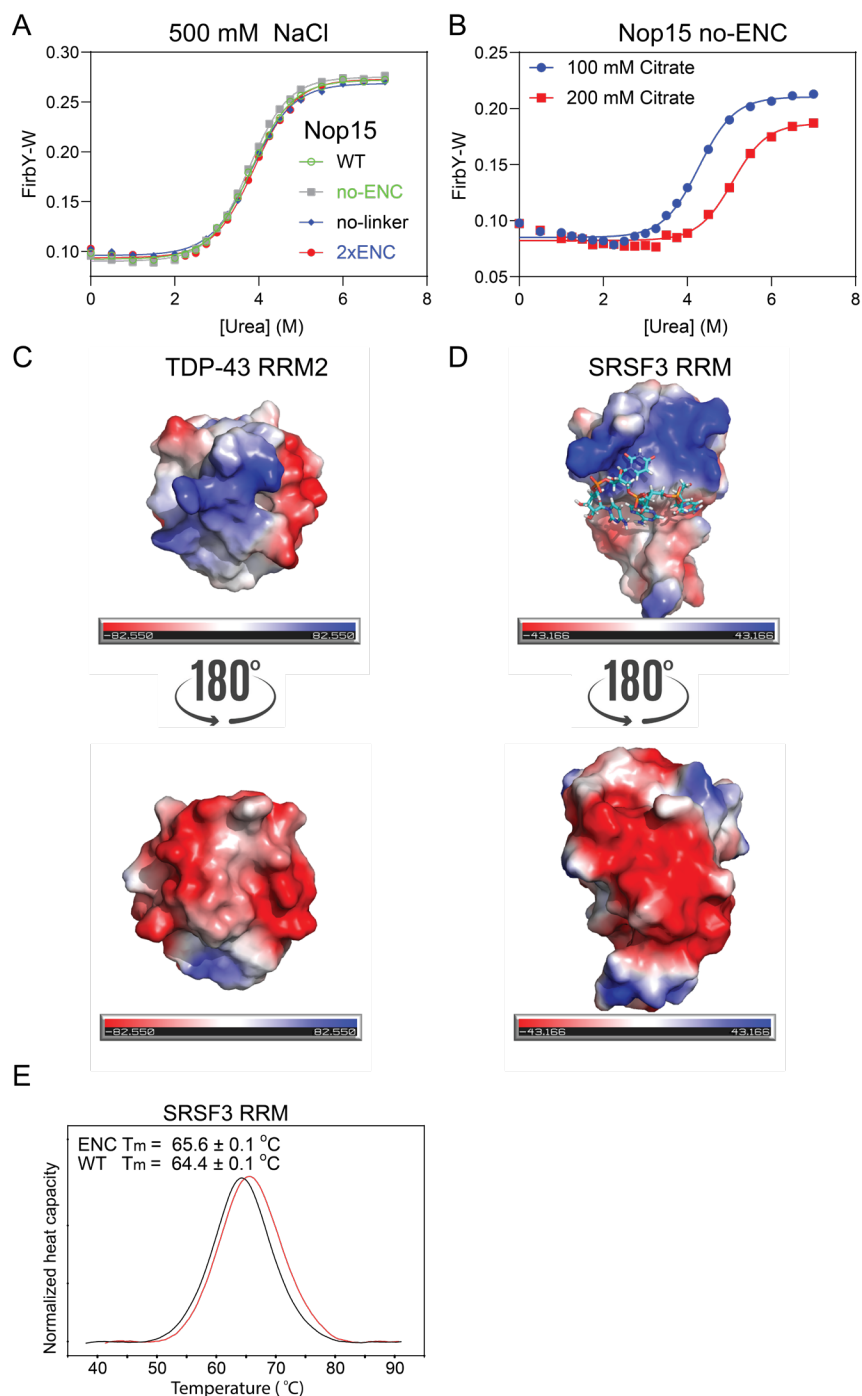 A
500 mM NaCl
0.30
0.25
0.20
0.15
0.10
FirbY-W
Nop15
WT
no-ENC
no-linker
2xENC
0 2 4 6 8
[Urea] (M)
B
Nop15 no-ENC
0.25
0.20
0.15
0.10
0.05
FirbY-W
100 mM Citrate
200 mM Citrate
0 2 4 6 8
[Urea] (M)
C
TDP-43 RRM2
-82.550 82.550
180°
-82.550 82.550
D
SRSF3 RRM
-43.166 43.166
180°
-43.166 43.166
E
SRSF3 RRM
ENC Tm = 65.6 ± 0.1 °C
WT Tm = 64.4 ± 0.1 °C
Normalized heat capacity
40 50 60 70 80 90
Temperature (°C)